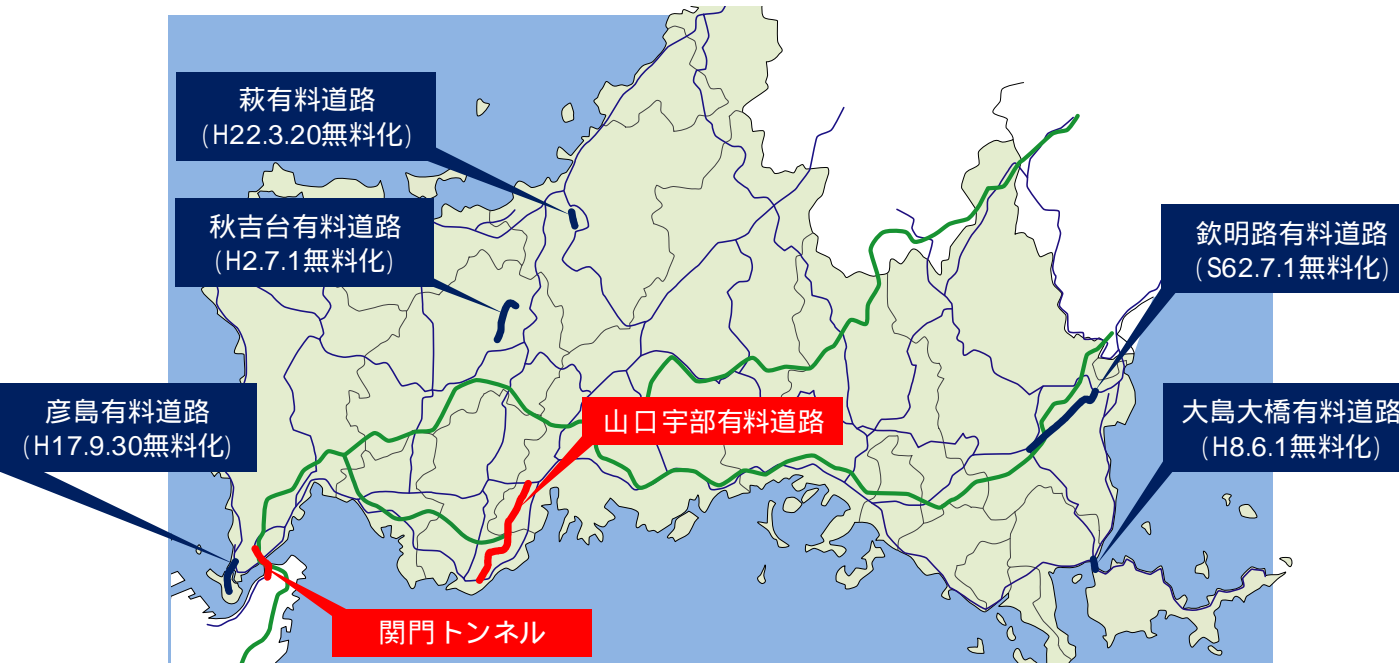 萩有料道路
(H22.3.20無料化)
秋吉台有料道路
(H2.7.1無料化)
欽明路有料道路
(S62.7.1無料化)
彦島有料道路
(H17.9.30無料化)
山口宇部有料道路
大島大橋有料道路
(H8.6.1無料化)
関門トンネル